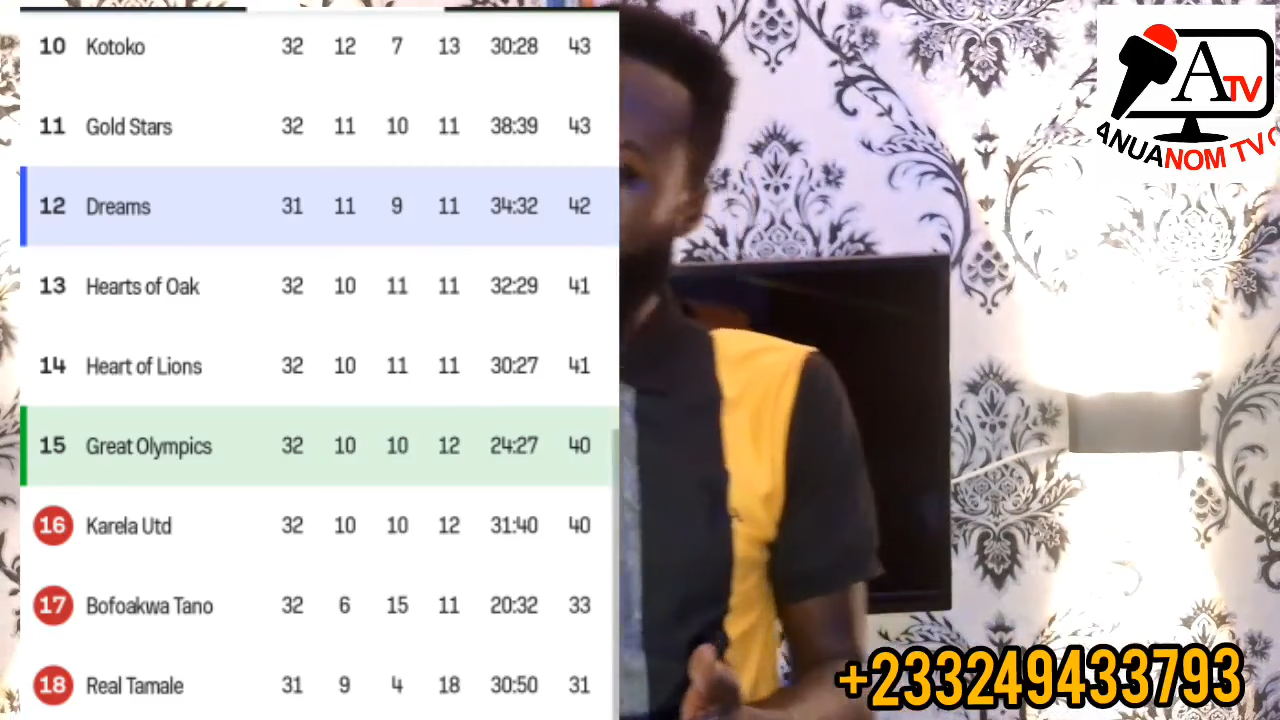 10 Kotoko 32 12 7 13 30:28 43
11 Gold Stars 32 11 10 11 38:39 43
12 Dreams 31 11 9 11 34:32 42
13 Hearts of Oak 32 10 11 11 32:29 41
14 Heart of Lions 32 10 11 11 30:27 41
15 Great Olympics 32 10 10 12 24:27 40
16 Karela Utd 32 10 10 12 31:40 40
17 Bofoakwa Tano 32 6 15 11 20:32 33
18 Real Tamale 31 9 4 18 30:50 31
A TV
ANUANOM TV
+233249433793